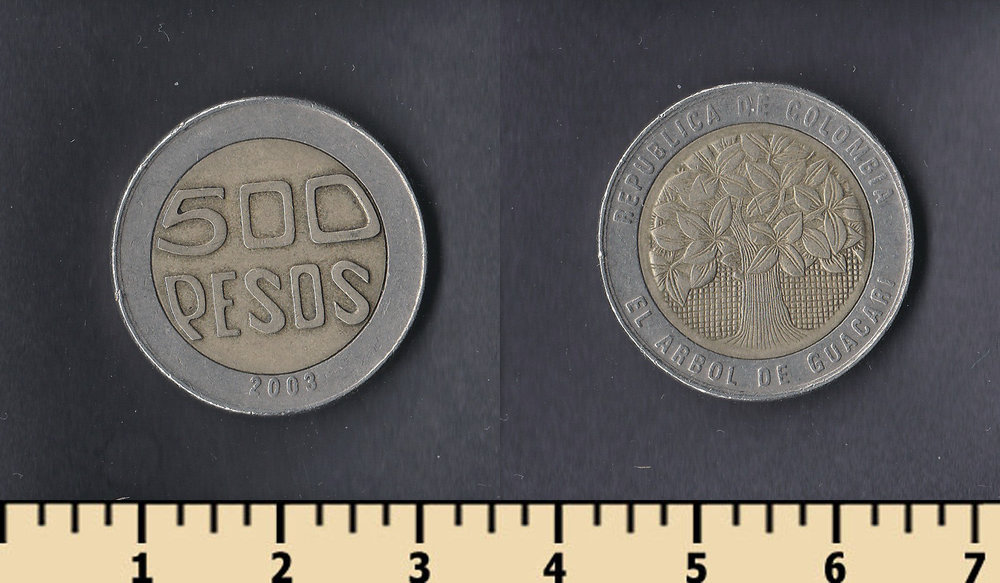 500
PESOS
2003
REPUBLICA DE COLOMBIA
EL ARBOL DE GUACARI
1 2 3 4 5 6 7